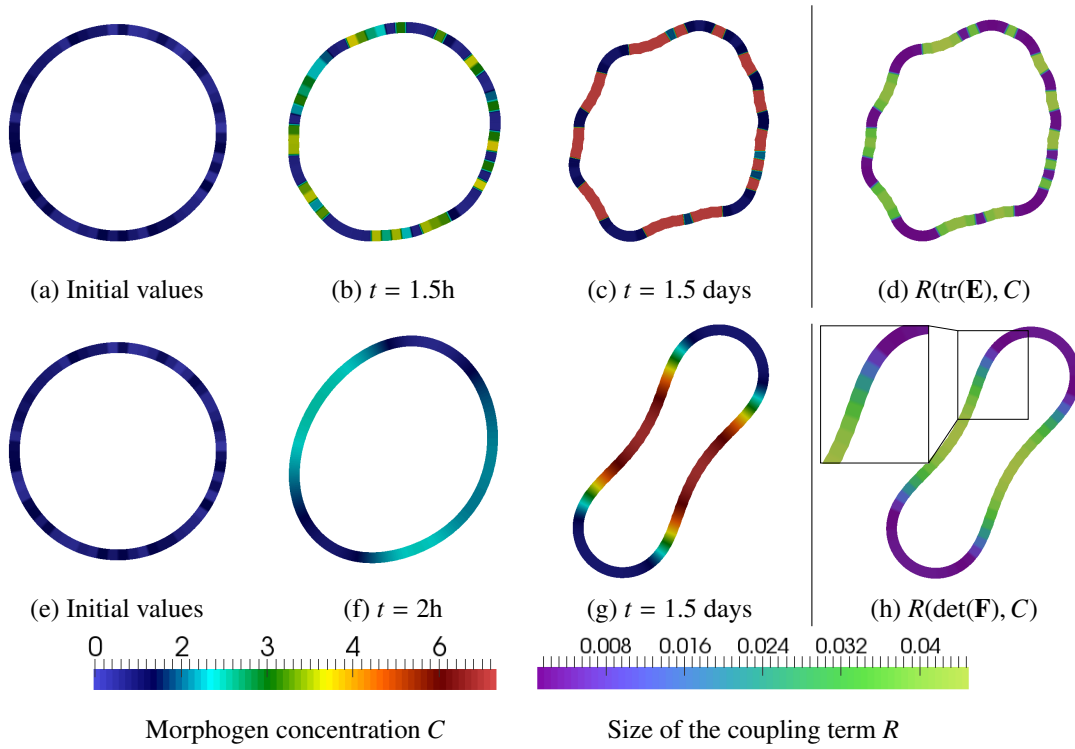 (a) Initial values
(b) t = 1.5h
(c) t = 1.5 days
(d) R(tr(E), C)
(e) Initial values
(f) t = 2h
(g) t = 1.5 days
(h) R(det(F), C)
0 2 3 4 6
0.008 0.016 0.024 0.032 0.04
Morphogen concentration C
Size of the coupling term R